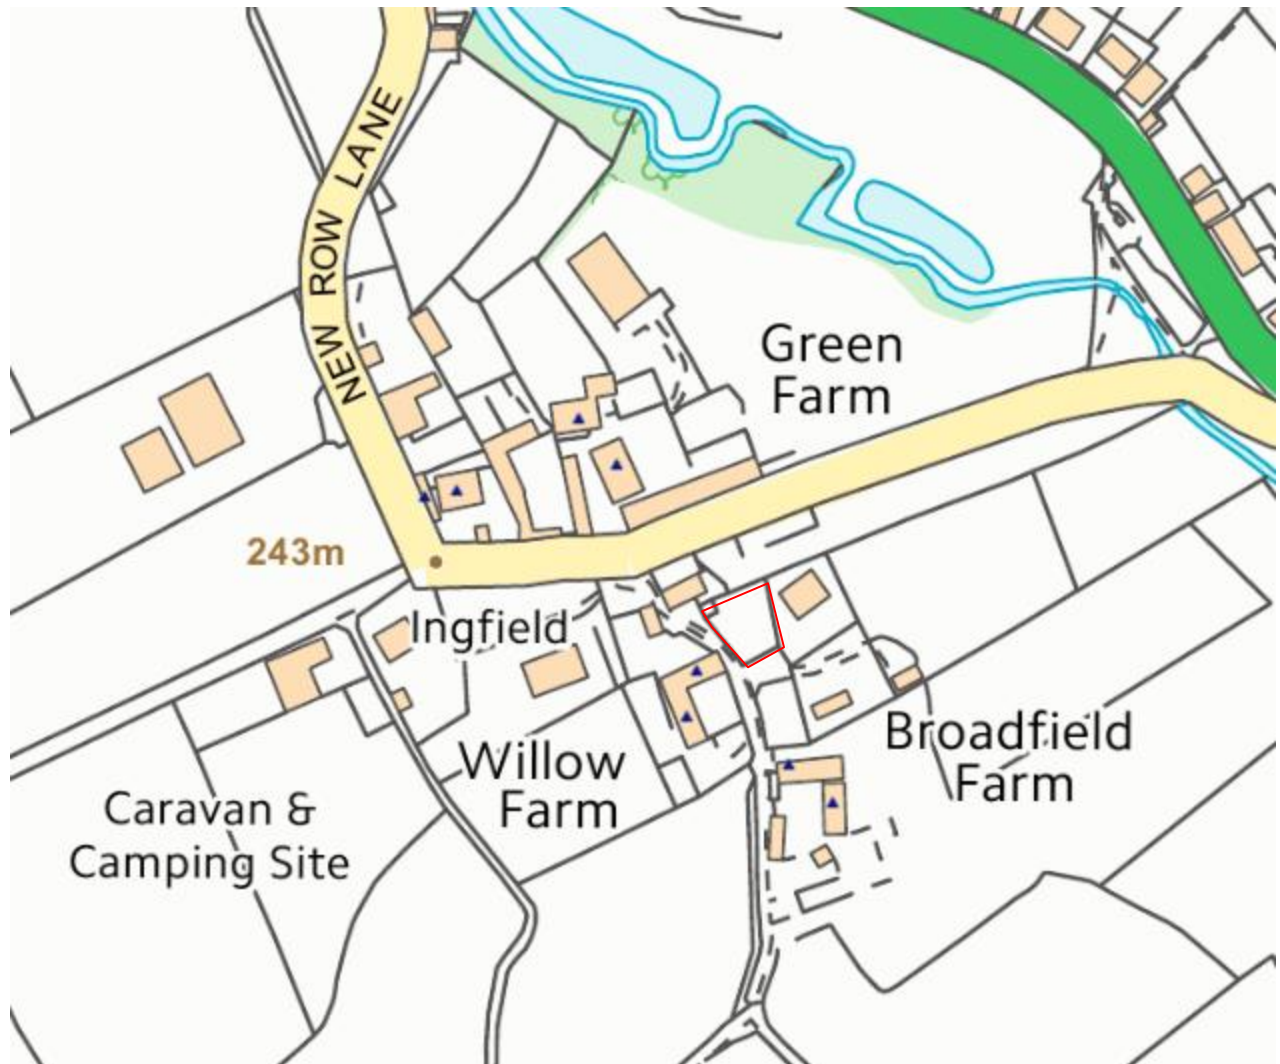 NEW ROW LANE
Green
Farm
243m
Ingfield
Willow
Farm
Broadfield
Farm
Caravan &
Camping Site